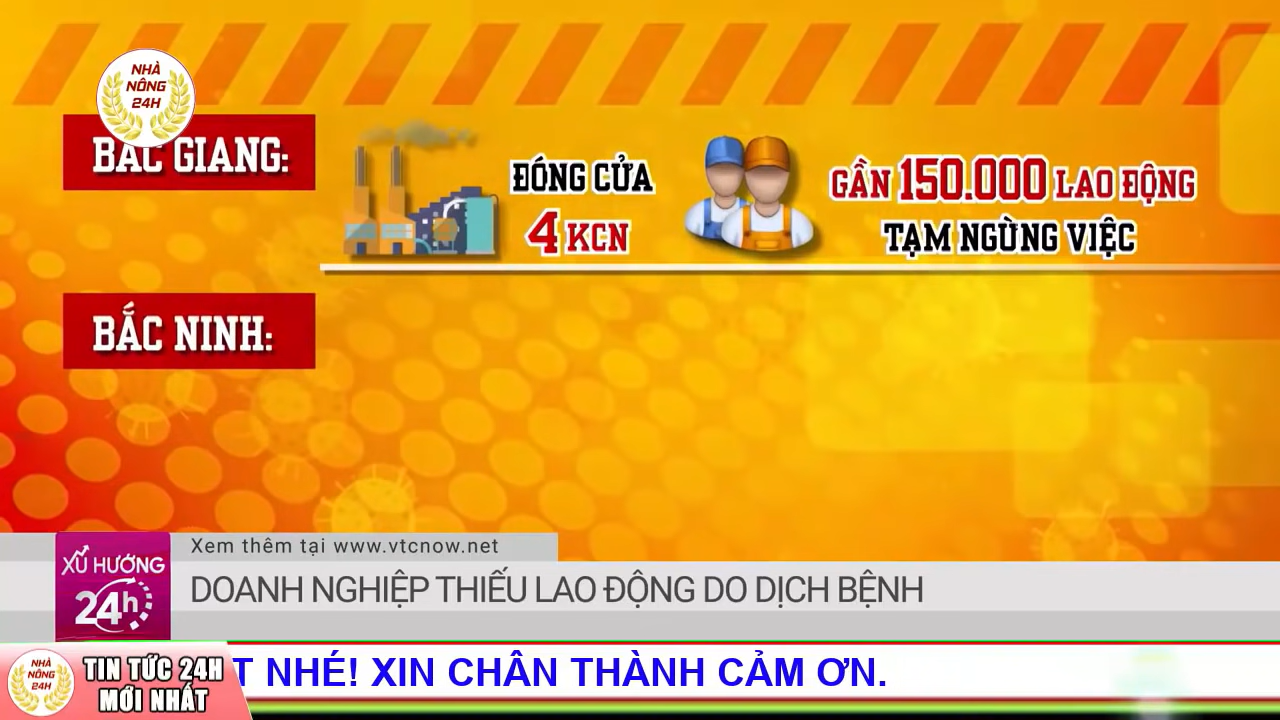 NHÀ
NÔNG
24H
BẮC GIANG:
ĐÓNG CỬA
4 KCN
GẦN 150.000 LAO ĐỘNG
TẠM NGỪNG VIỆC
BẮC NINH:
Xem thêm tại www.vtcnow.net
XU HƯỚNG
24h
DOANH NGHIỆP THIẾU LAO ĐỘNG DO DỊCH BỆNH
NHÀ
NÔNG
24H
TIN TỨC 24H
MỚI NHẤT
T NHÉ! XIN CHÂN THÀNH CẢM ƠN.